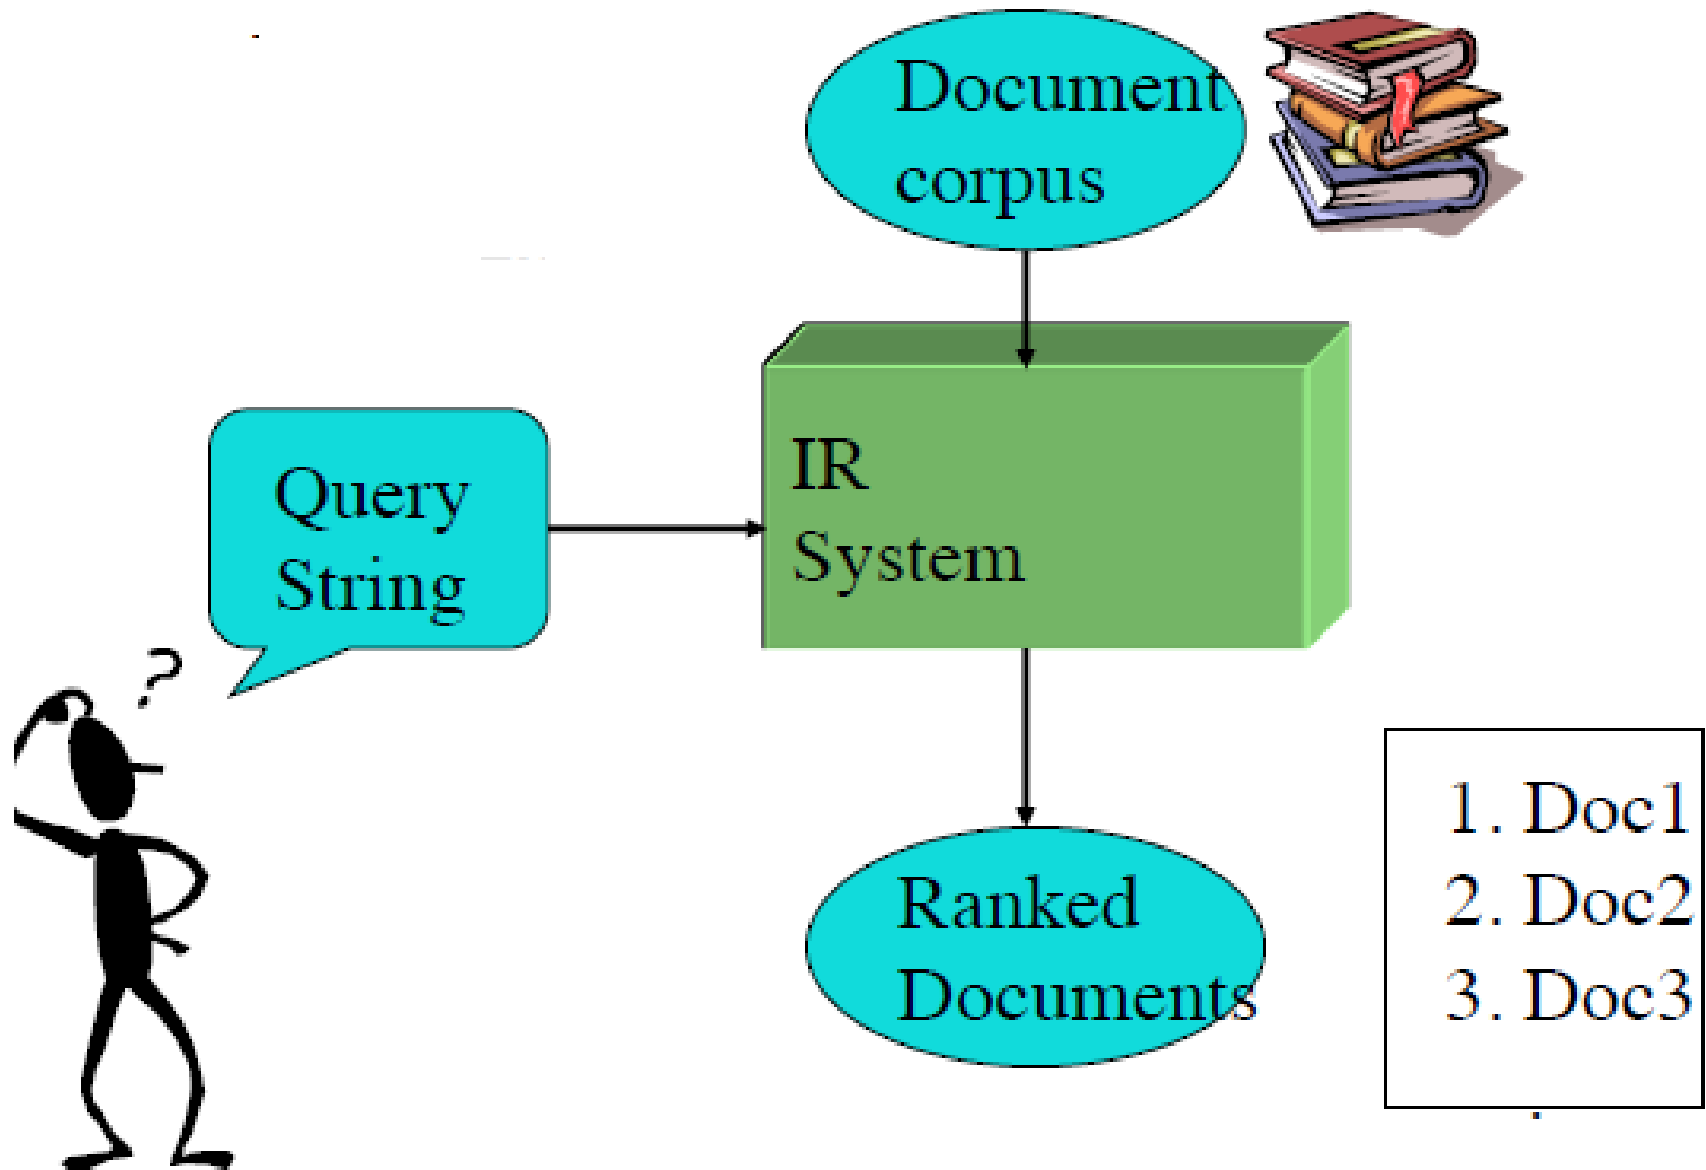 Document
corpus
IR
System
Query
String
?
Ranked
Documents
1. Doc1
2. Doc2
3. Doc3
.